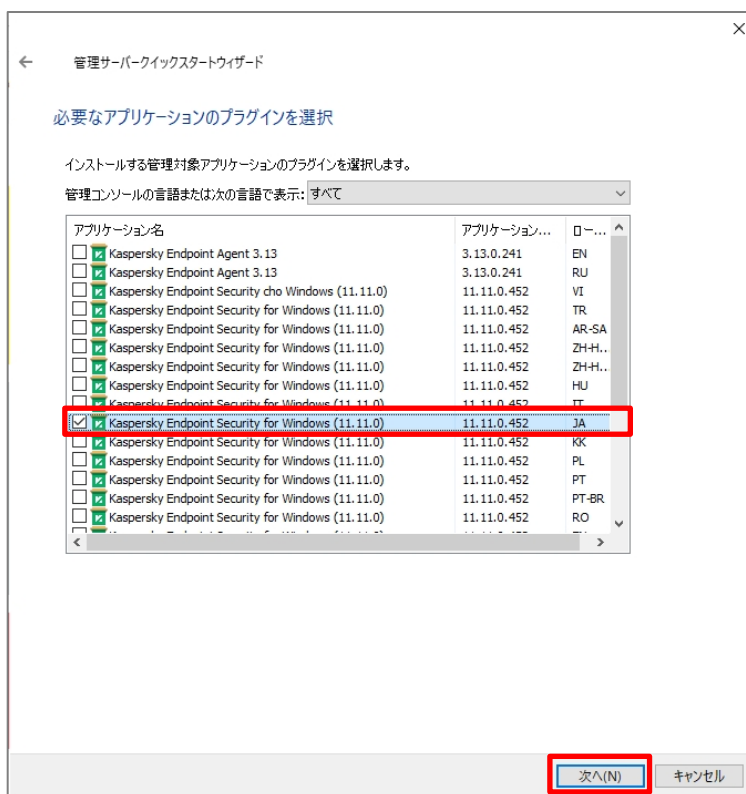 管理サーバークイックスタートウィザード
必要なアプリケーションのプラグインを選択
インストールする管理対象アプリケーションのプラグインを選択します。
管理コンソールの言語または次の言語で表示: すべて
アプリケーション名 アプリケーション... ロー...
Kaspersky Endpoint Agent 3.13 3.13.0.241 EN
Kaspersky Endpoint Agent 3.13 3.13.0.241 RU
Kaspersky Endpoint Security cho Windows (11.11.0) 11.11.0.452 VI
Kaspersky Endpoint Security for Windows (11.11.0) 11.11.0.452 TR
Kaspersky Endpoint Security for Windows (11.11.0) 11.11.0.452 AR-SA
Kaspersky Endpoint Security for Windows (11.11.0) 11.11.0.452 ZH-H...
Kaspersky Endpoint Security for Windows (11.11.0) 11.11.0.452 ZH-H...
Kaspersky Endpoint Security for Windows (11.11.0) 11.11.0.452 HU
Kaspersky Endpoint Security for Windows (11.11.0) 11.11.0.452 IT
Kaspersky Endpoint Security for Windows (11.11.0) 11.11.0.452 JA
Kaspersky Endpoint Security for Windows (11.11.0) 11.11.0.452 KK
Kaspersky Endpoint Security for Windows (11.11.0) 11.11.0.452 PL
Kaspersky Endpoint Security for Windows (11.11.0) 11.11.0.452 PT
Kaspersky Endpoint Security for Windows (11.11.0) 11.11.0.452 PT-BR
Kaspersky Endpoint Security for Windows (11.11.0) 11.11.0.452 RO
次へ(N) キャンセル